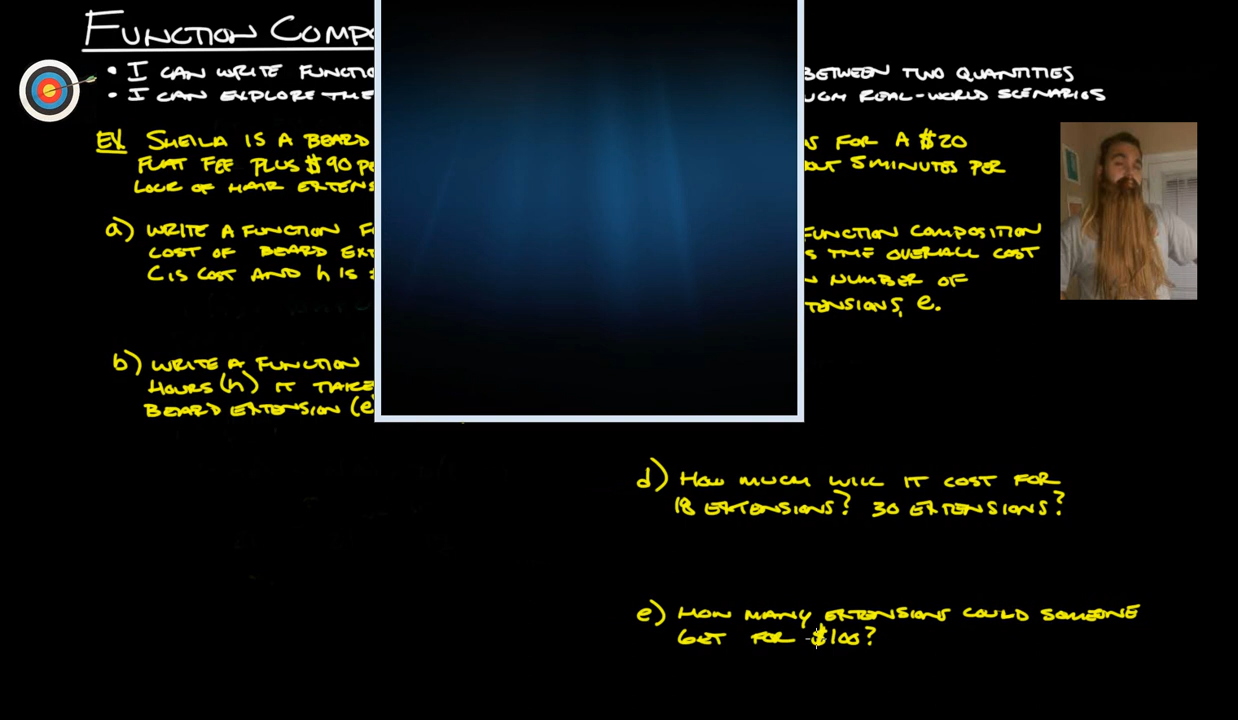 FUNCTION COMPO
• I CAN WRITE FUNCTIO BETWEEN TWO QUANTITIES
• I CAN EXPLORE THE UGH REAL-WORLD SCENARIOS
EX SHEILA IS A BEARD S FOR A $20
FLAT FEE PLUS $90 PE OUT 5 MINUTES PER
LOCK OF HAIR EXTENS
a) WRITE A FUNCTION F
COST OF BEARD EXT
C IS COST AND h IS
FUNCTION COMPOSITION
S THE OVERALL COST
N NUMBER OF
TENSIONS, e.
b) WRITE A FUNCTION
HOURS (h) IT TAKE
BEARD EXTENSION (e
d) HOW MUCH WILL IT COST FOR
18 EXTENSIONS? 30 EXTENSIONS?
e) HOW MANY EXTENSIONS COULD SOMEONE
GET FOR $100?